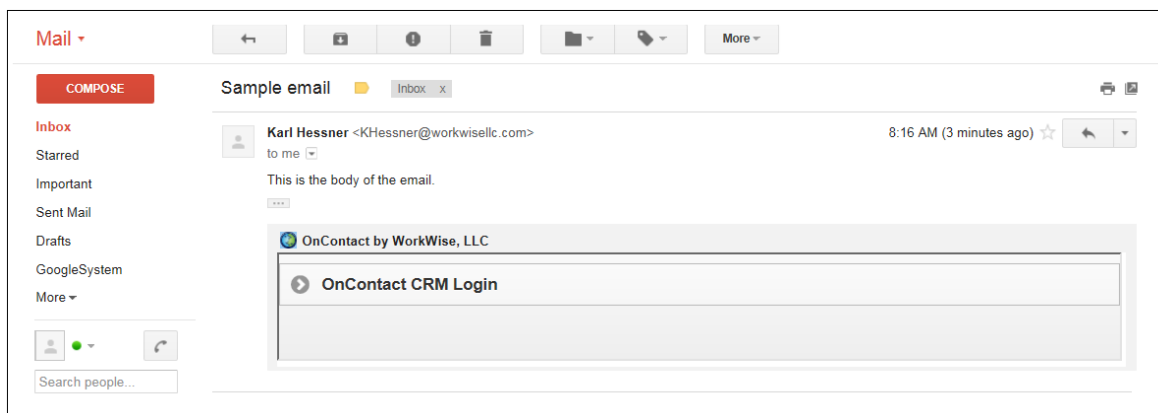 Mail
More
COMPOSE
Sample email
Inbox x
Inbox
Starred
Important
Sent Mail
Drafts
GoogleSystem
More
Search people...
Karl Hessner <KHessner@workwisellc.com>
8:16 AM (3 minutes ago)
to me
This is the body of the email.
OnContact by WorkWise, LLC
OnContact CRM Login